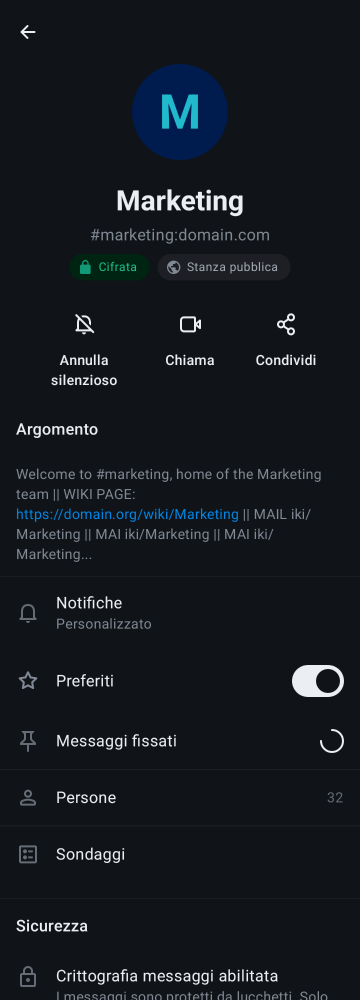 M
Marketing
#marketing:domain.com
Cifrata
Stanza pubblica
Annulla
silenzioso
Chiama
Condividi
Argomento
Welcome to #marketing, home of the Marketing
team || WIKI PAGE:
https://domain.org/wiki/Marketing || MAIL iki/
Marketing || MAI iki/Marketing || MAI iki/
Marketing...
Notifiche
Personalizzato
Preferiti
Messaggi fissati
Persone
32
Sondaggi
Sicurezza
Crittografia messaggi abilitata
I messaggi sono protetti da lucchetti. Solo